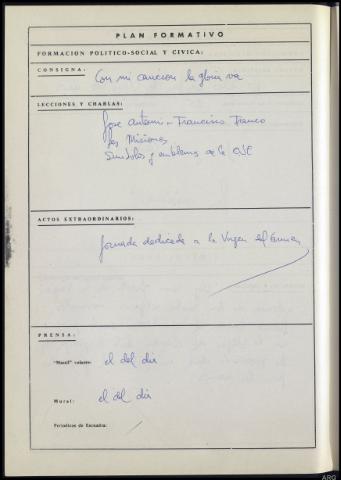 PLAN FORMATIVO
FORMACION POLITICO-SOCIAL Y CIVICA:
CONSIGNA: Con mi canción la gloria va
LECCIONES Y CHARLAS:
José Antonio - Francisco Franco
Las Misiones
Símbolos y emblemas de la OJE
ACTOS EXTRAORDINARIOS:
Jornada dedicada a la Virgen del Carmen
PRENSA:
"Macút" volante: el del día
Mural: el del día
Periódicos de Escuadra:
ARG